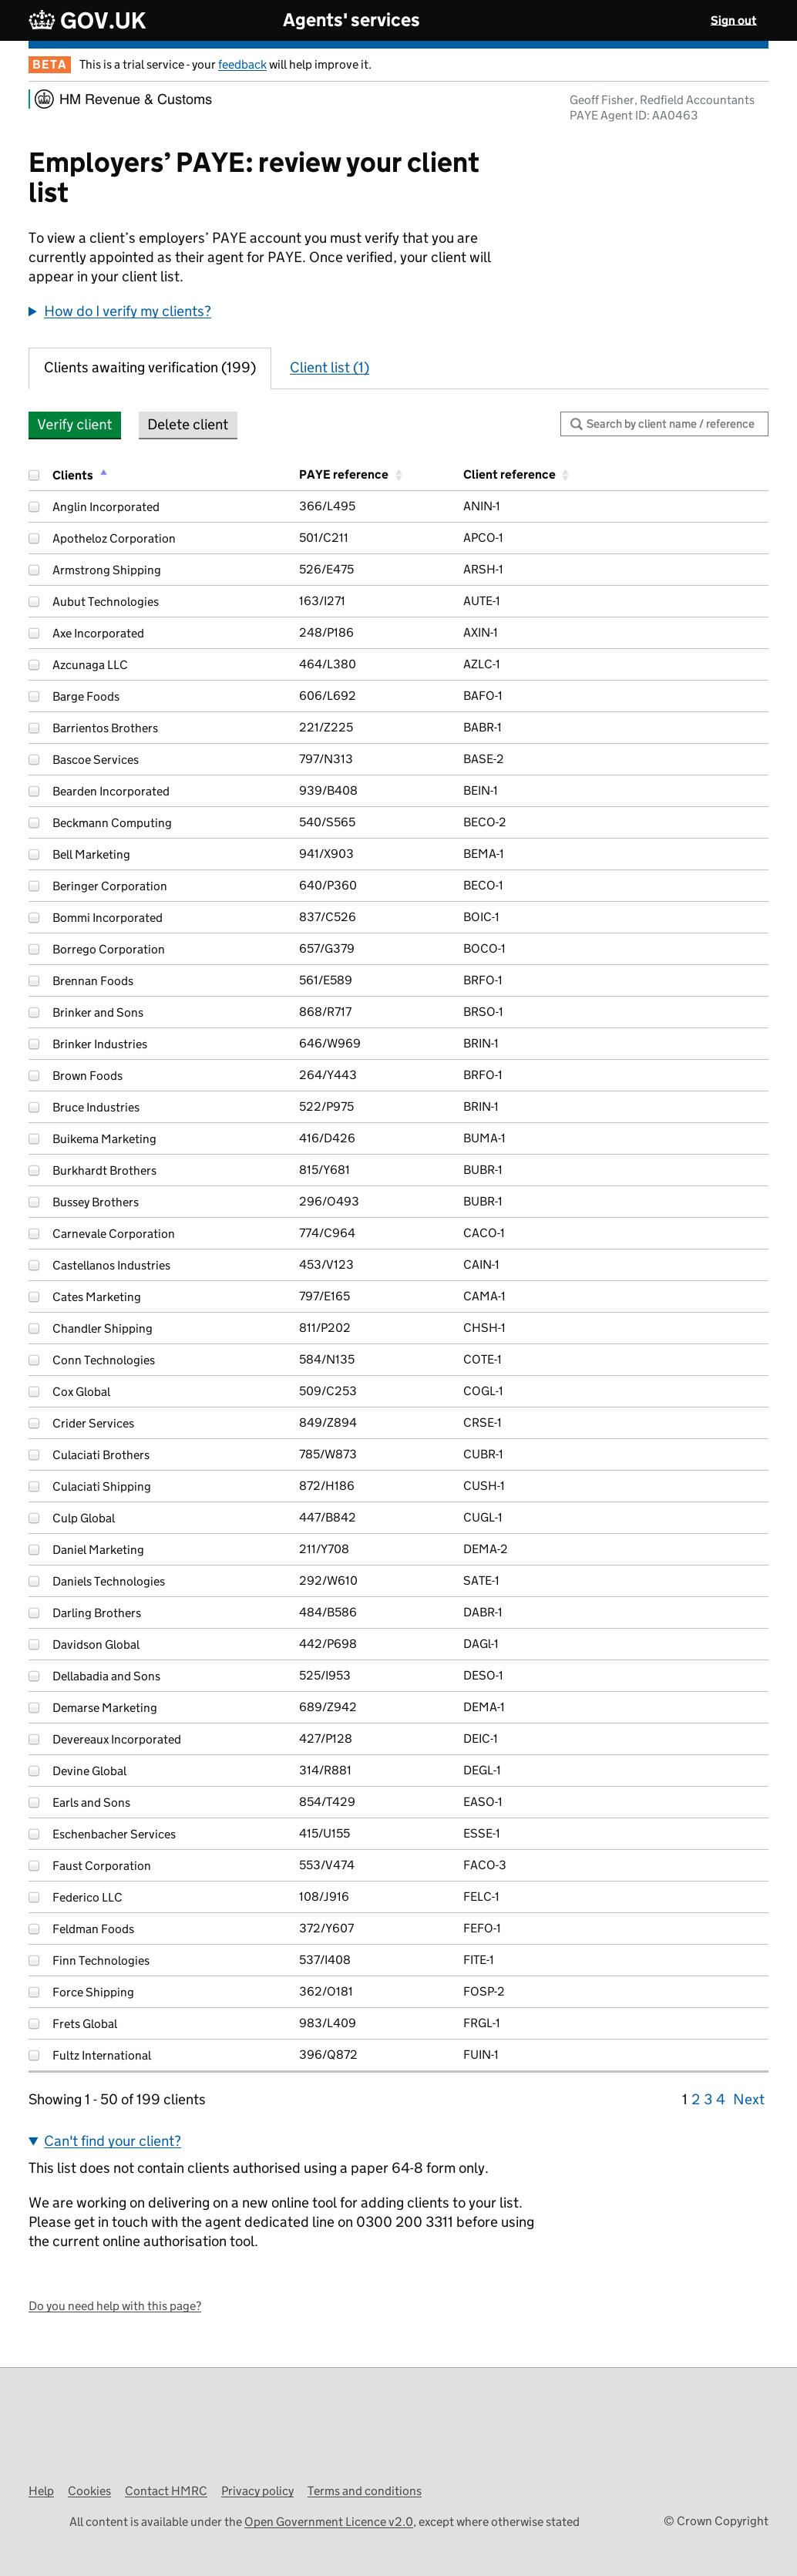 GOV.UK Agents' services Sign out
BETA This is a trial service - your feedback will help improve it.
HM Revenue & Customs
Geoff Fisher, Redfield Accountants
PAYE Agent ID: AA0463
Employers’ PAYE: review your client
list
To view a client’s employers’ PAYE account you must verify that you are
currently appointed as their agent for PAYE. Once verified, your client will
appear in your client list.
How do I verify my clients?
Clients awaiting verification (199) Client list (1)
Verify client Delete client Search by client name / reference
Clients PAYE reference Client reference
Anglin Incorporated 366/L495 ANIN-1
Apotheloz Corporation 501/C211 APCO-1
Armstrong Shipping 526/E475 ARSH-1
Aubut Technologies 163/I271 AUTE-1
Axe Incorporated 248/P186 AXIN-1
Azcunaga LLC 464/L380 AZLC-1
Barge Foods 606/L692 BAFO-1
Barrientos Brothers 221/Z225 BABR-1
Bascoe Services 797/N313 BASE-2
Bearden Incorporated 939/B408 BEIN-1
Beckmann Computing 540/S565 BECO-2
Bell Marketing 941/X903 BEMA-1
Beringer Corporation 640/P360 BECO-1
Bommi Incorporated 837/C526 BOIC-1
Borrego Corporation 657/G379 BOCO-1
Brennan Foods 561/E589 BRFO-1
Brinker and Sons 868/R717 BRSO-1
Brinker Industries 646/W969 BRIN-1
Brown Foods 264/Y443 BRFO-1
Bruce Industries 522/P975 BRIN-1
Buikema Marketing 416/D426 BUMA-1
Burkhardt Brothers 815/Y681 BUBR-1
Bussey Brothers 296/O493 BUBR-1
Carnevale Corporation 774/C964 CACO-1
Castellanos Industries 453/V123 CAIN-1
Cates Marketing 797/E165 CAMA-1
Chandler Shipping 811/P202 CHSH-1
Conn Technologies 584/N135 COTE-1
Cox Global 509/C253 COGL-1
Crider Services 849/Z894 CRSE-1
Culaciati Brothers 785/W873 CUBR-1
Culaciati Shipping 872/H186 CUSH-1
Culp Global 447/B842 CUGL-1
Daniel Marketing 211/Y708 DEMA-2
Daniels Technologies 292/W610 SATE-1
Darling Brothers 484/B586 DABR-1
Davidson Global 442/P698 DAGl-1
Dellabadia and Sons 525/I953 DESO-1
Demarse Marketing 689/Z942 DEMA-1
Devereaux Incorporated 427/P128 DEIC-1
Devine Global 314/R881 DEGL-1
Earls and Sons 854/T429 EASO-1
Eschenbacher Services 415/U155 ESSE-1
Faust Corporation 553/V474 FACO-3
Federico LLC 108/J916 FELC-1
Feldman Foods 372/Y607 FEFO-1
Finn Technologies 537/I408 FITE-1
Force Shipping 362/O181 FOSP-2
Frets Global 983/L409 FRGL-1
Fultz International 396/Q872 FUIN-1
Showing 1 - 50 of 199 clients 1 2 3 4 Next
Can't find your client?
This list does not contain clients authorised using a paper 64-8 form only.
We are working on delivering on a new online tool for adding clients to your list.
Please get in touch with the agent dedicated line on 0300 200 3311 before using
the current online authorisation tool.
Do you need help with this page?
Help Cookies Contact HMRC Privacy policy Terms and conditions
All content is available under the Open Government Licence v2.0, except where otherwise stated © Crown Copyright